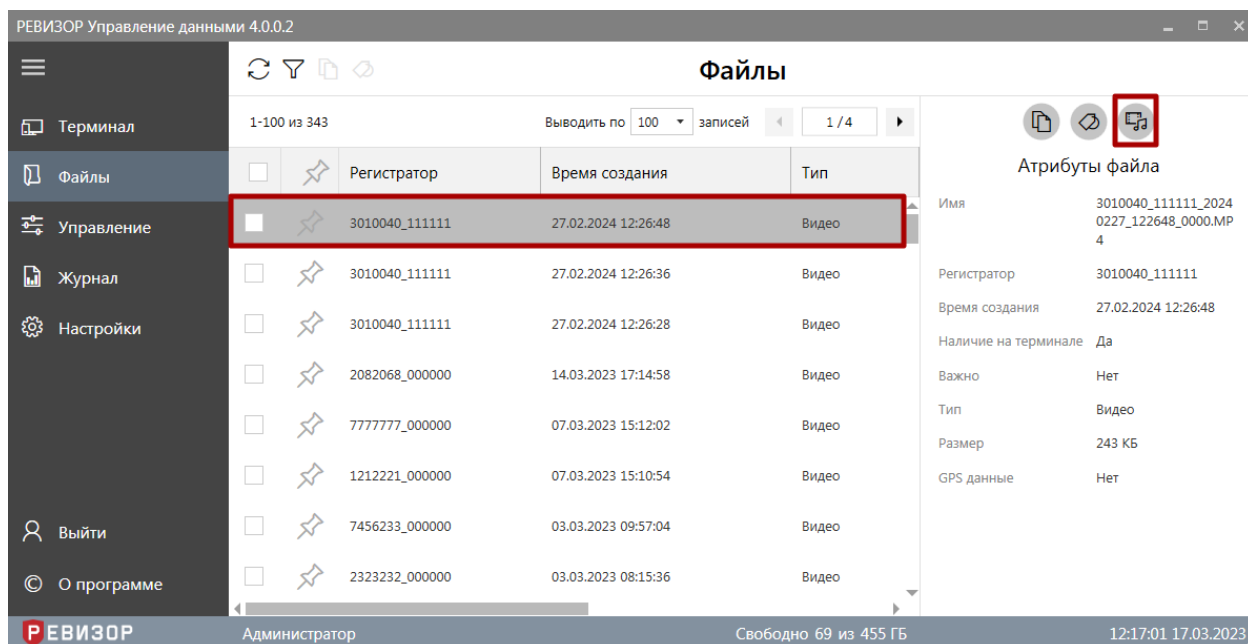 РЕВИЗОР Управление данными 4.0.0.2
Файлы
Терминал
Файлы
Управление
Журнал
Настройки
Выйти
© О программе
1-100 из 343 Выводить по 100 записей 1 / 4
Регистратор Время создания Тип
3010040_111111 27.02.2024 12:26:48 Видео
3010040_111111 27.02.2024 12:26:36 Видео
3010040_111111 27.02.2024 12:26:28 Видео
2082068_000000 14.03.2023 17:14:58 Видео
7777777_000000 07.03.2023 15:12:02 Видео
1212221_000000 07.03.2023 15:10:54 Видео
7456233_000000 03.03.2023 09:57:04 Видео
2323232_000000 03.03.2023 08:15:36 Видео
Атрибуты файла
Имя 3010040_111111_2024
0227_122648_0000.MP
4
Регистратор 3010040_111111
Время создания 27.02.2024 12:26:48
Наличие на терминале Да
Важно Нет
Тип Видео
Размер 243 КБ
GPS данные Нет
РЕВИЗОР Администратор Свободно 69 из 455 ГБ 12:17:01 17.03.2023